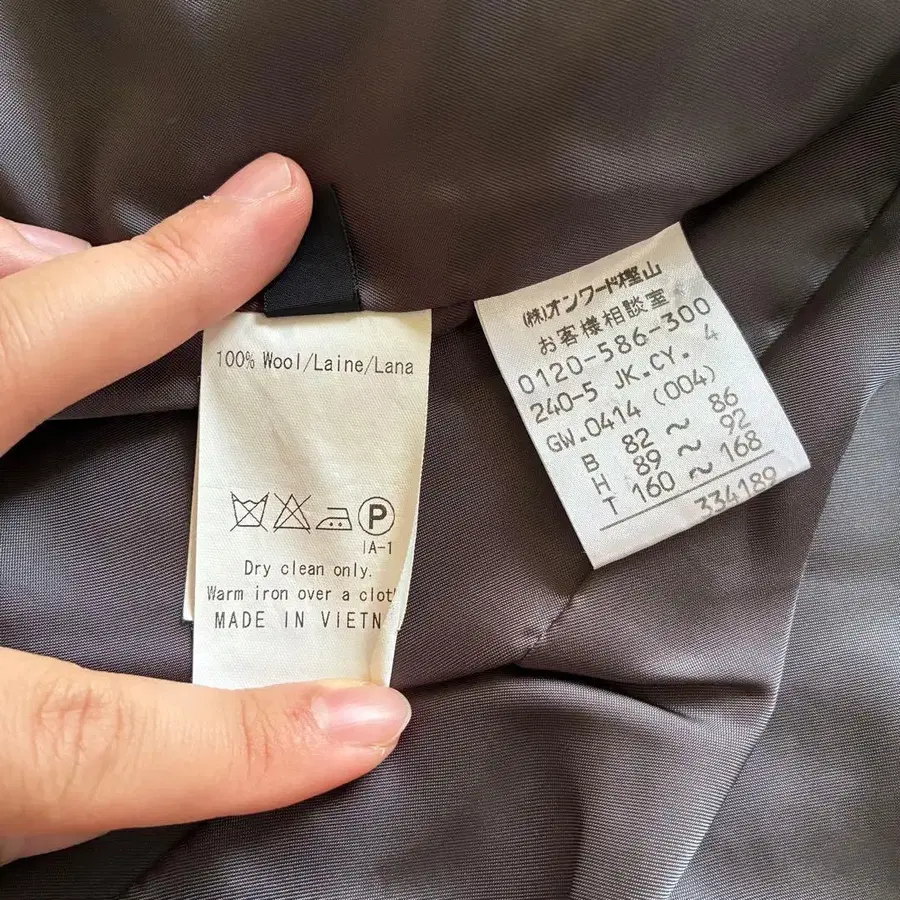 100% Wool/Laine/Lana
P
IA-1
Dry clean only.
Warm iron over a
MADE IN
(株)オンワード樫山
お客様相談室
0120-586-300
240-5 JK.CY. 4
GW.0414 (004)
B 82 ~ 86
H 89 ~ 92
T 160 ~ 168
334189